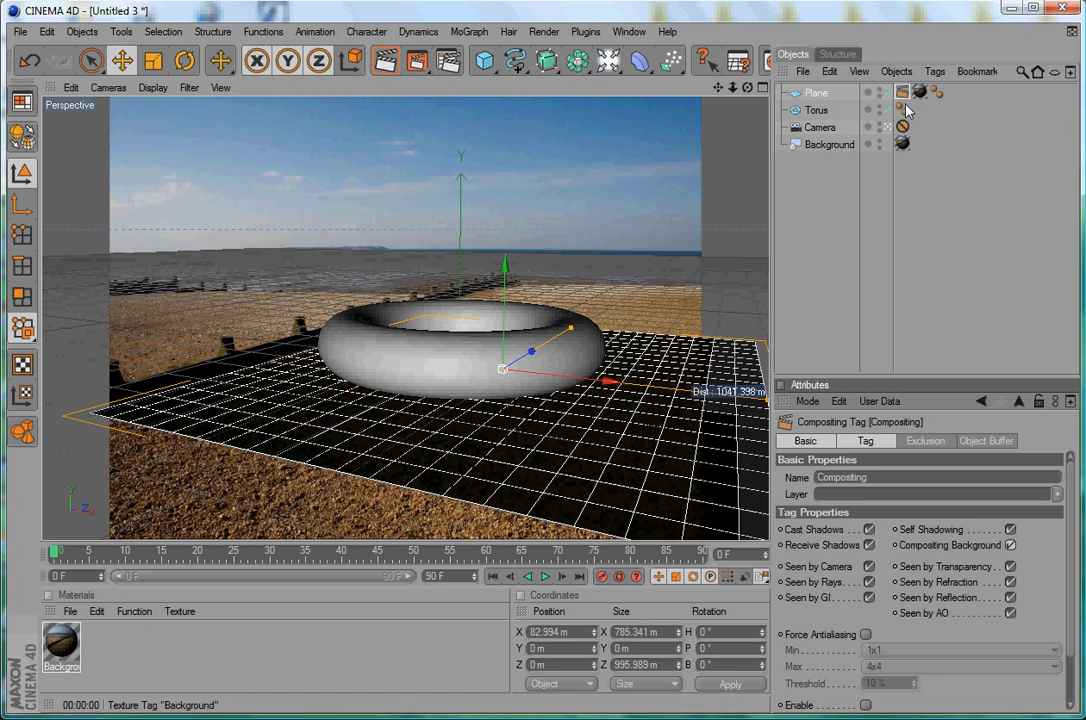 CINEMA 4D - [Untitled 3 *]
File Edit Objects Tools Selection Structure Functions Animation Character Dynamics MoGraph Hair Render Plugins Window Help
Objects Structure
File Edit View Objects Tags Bookmark
Edit Cameras Display Filter View
Perspective
Plane
Torus
Camera
Background
Y
Dist : 1041.398 m
Y
Z
X
Attributes
Mode Edit User Data
Compositing Tag [Compositing]
Basic Tag Exclusion Object Buffer
Basic Properties
Name Compositing
Layer
Tag Properties
Cast Shadows . . . Self Shadowing . . . . . . .
Receive Shadows Compositing Background
Seen by Camera . . Seen by Transparency . . .
Seen by Rays. . . . Seen by Refraction . . . .
Seen by GI. . . . . . Seen by Reflection. . . . .
Seen by AO . . . . . . . . .
Force Antialiasing
Min . . . . . . . . . . . 1x1
Max . . . . . . . . . . . 4x4
Threshold. . . . . . . 10 %
Enable . . . . . . . . .
0 5 10 15 20 25 30 35 40 45 50 55 60 65 70 75 80 85 90 0 F
0 F 0 F 90 F 90 F
Materials
File Edit Function Texture
Backgrou
Coordinates
Position Size Rotation
X 82.994 m X 785.341 m H 0 °
Y 0 m Y 0 m P 0 °
Z 0 m Z 995.989 m B 0 °
Object Size Apply
MAXON
CINEMA 4D
00:00:00 Texture Tag "Background"